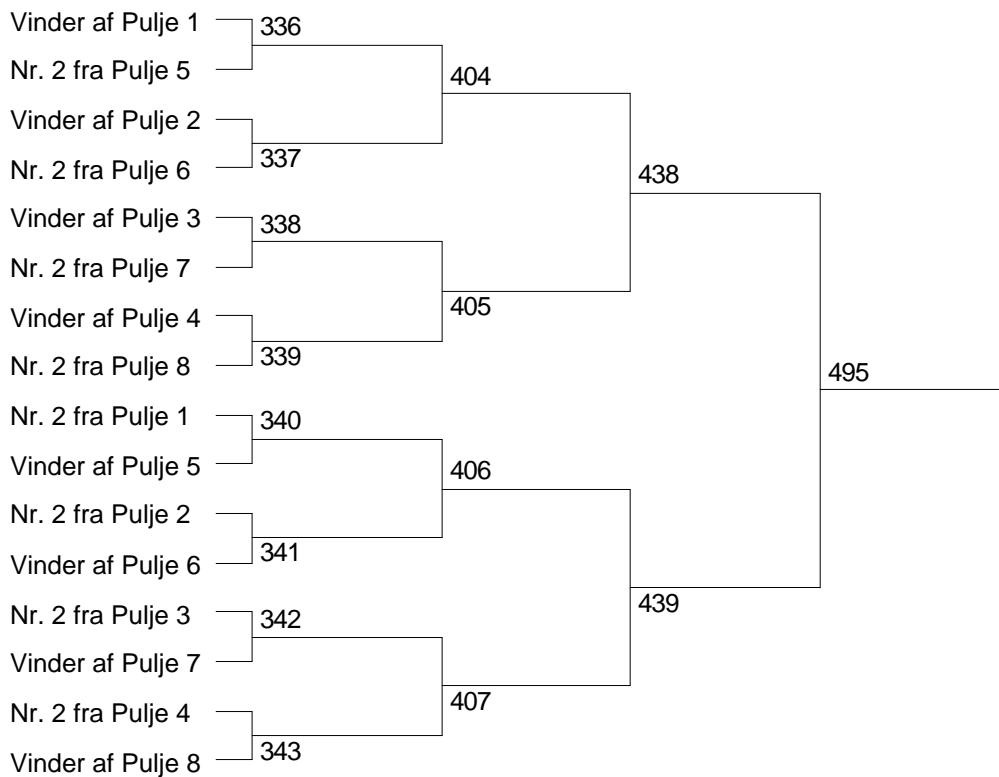 Vinder af Pulje 1
336
Nr. 2 fra Pulje 5
404
Vinder af Pulje 2
337
Nr. 2 fra Pulje 6
438
Vinder af Pulje 3
338
Nr. 2 fra Pulje 7
405
Vinder af Pulje 4
339
Nr. 2 fra Pulje 8
495
Nr. 2 fra Pulje 1
340
Vinder af Pulje 5
406
Nr. 2 fra Pulje 2
341
Vinder af Pulje 6
439
Nr. 2 fra Pulje 3
342
Vinder af Pulje 7
407
Nr. 2 fra Pulje 4
343
Vinder af Pulje 8